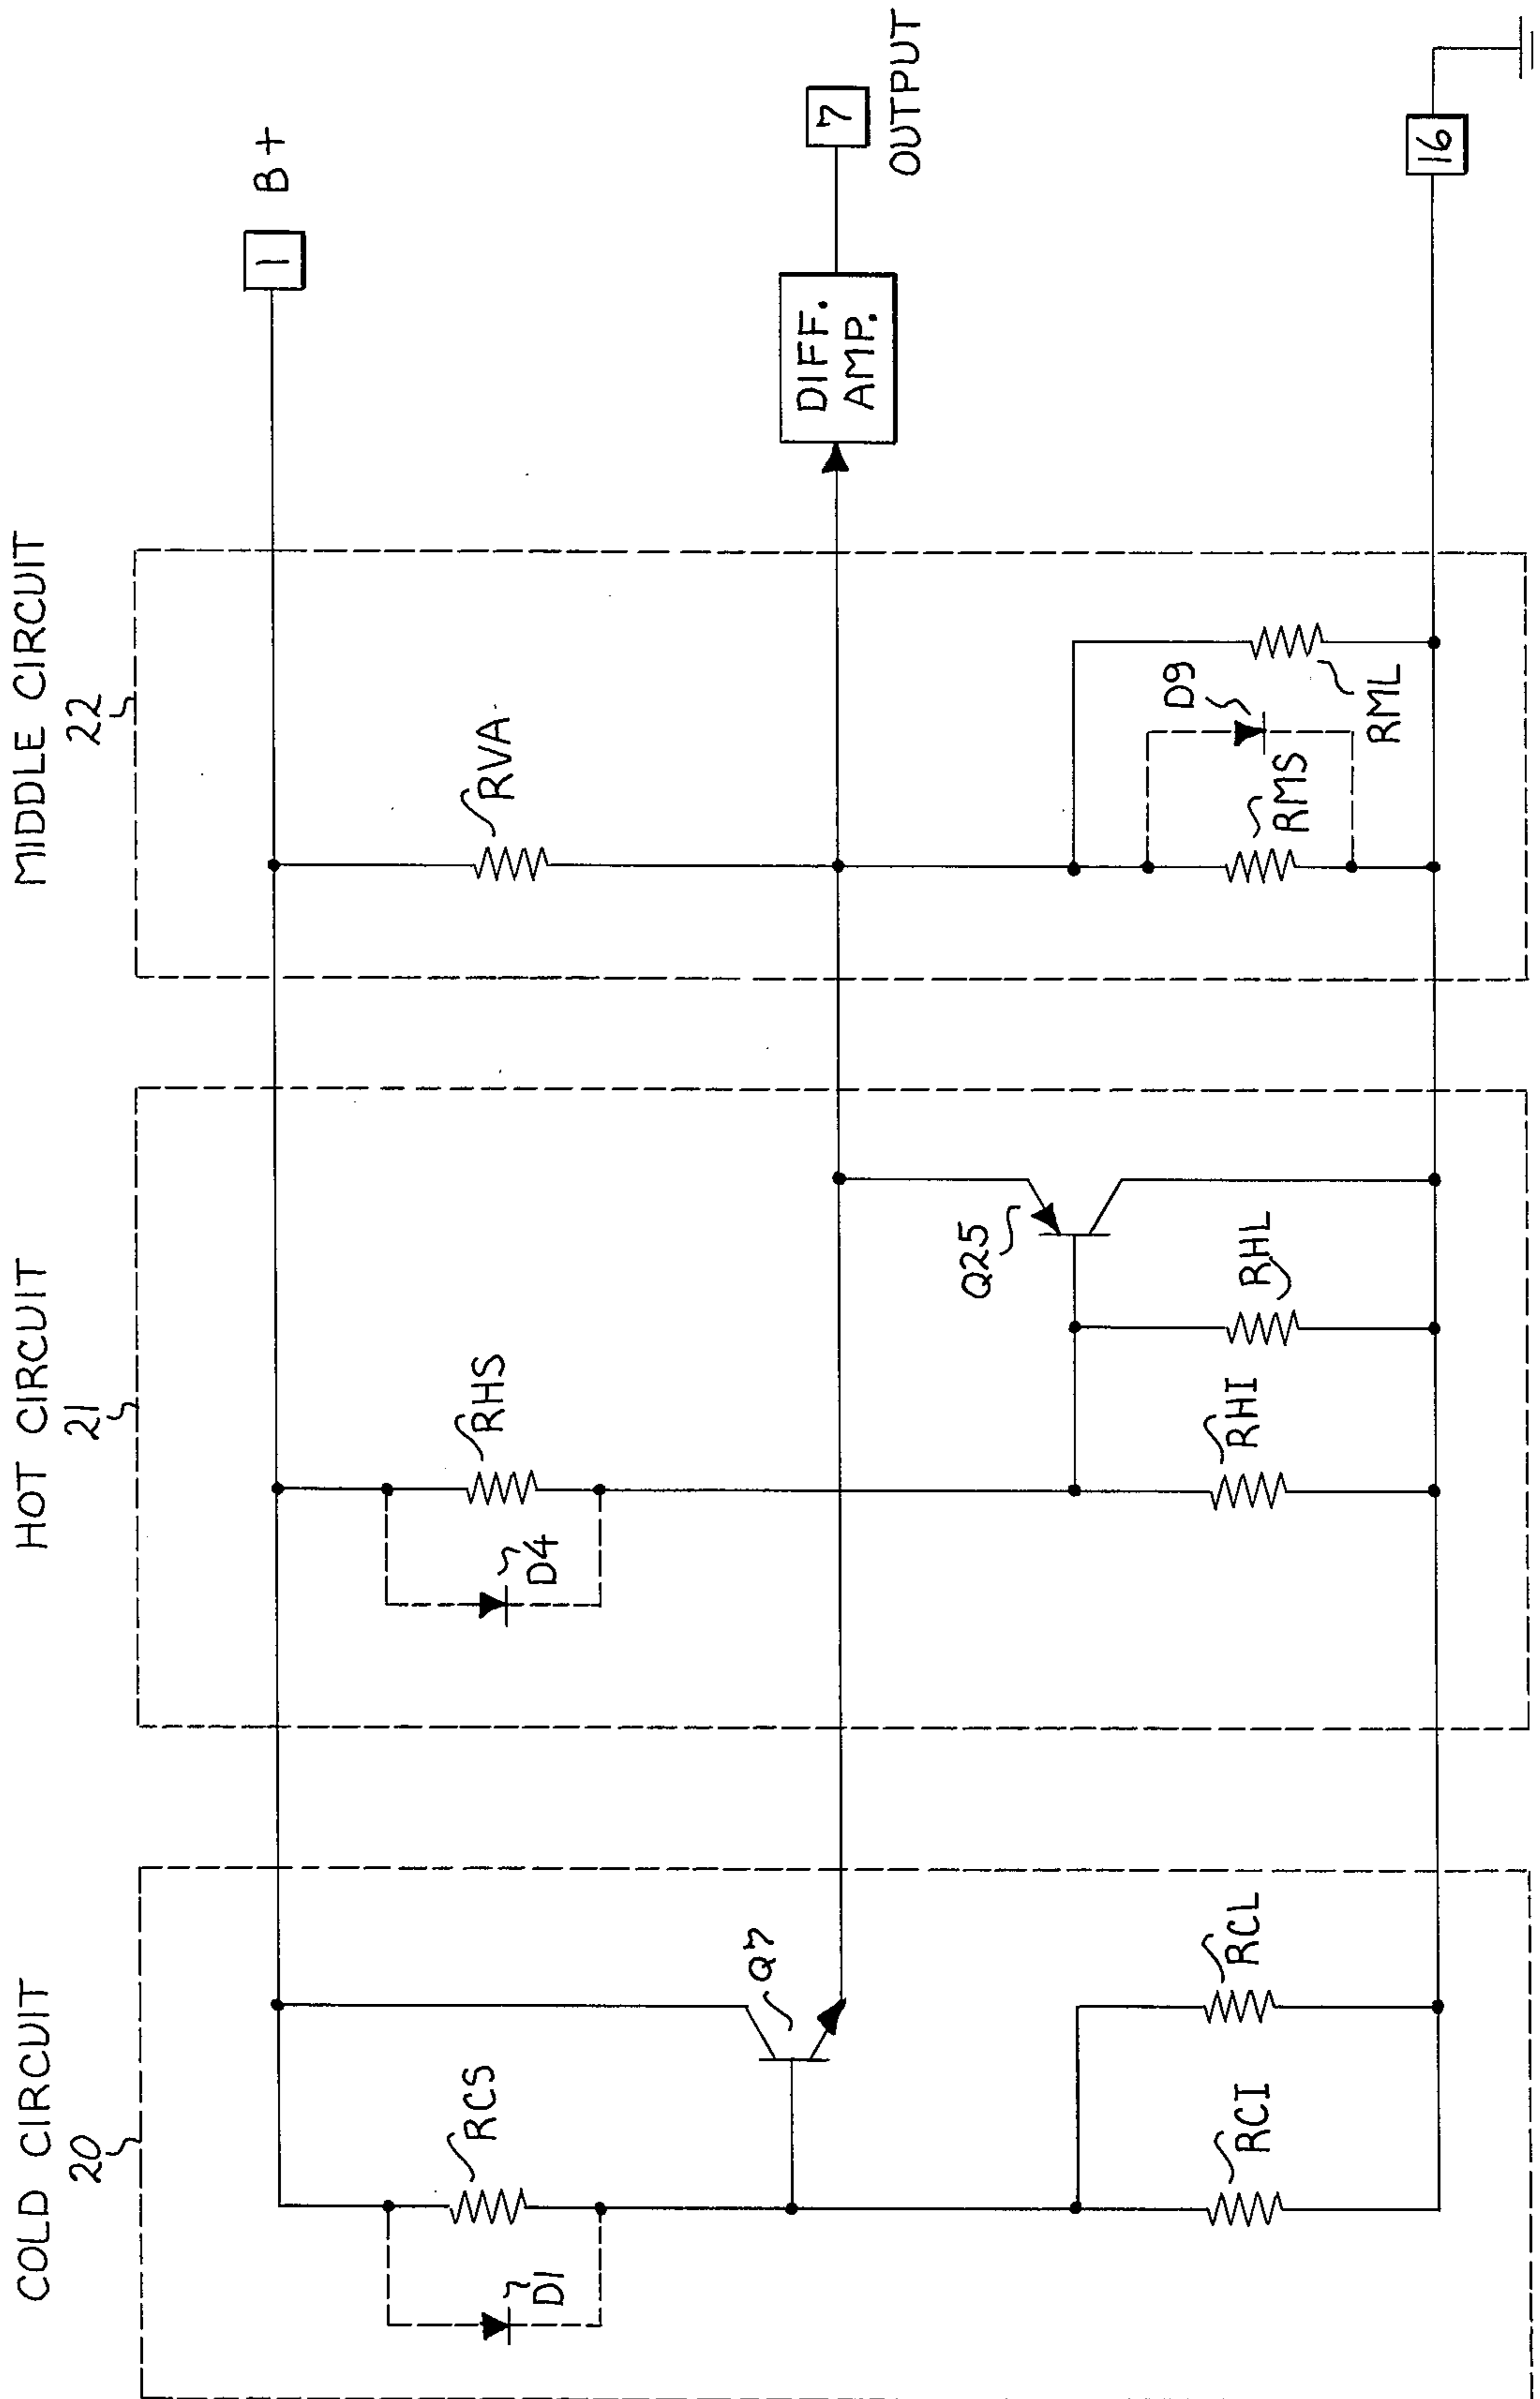 COLD CIRCUIT
20
HOT CIRCUIT
21
MIDDLE CIRCUIT
22
1
B+
D1
RCS
Q7
RCI
RCL
D4
RHS
RHI
RHL
Q25
RVA
RMS
D9
RML
DIFF.
AMP.
7
OUTPUT
16